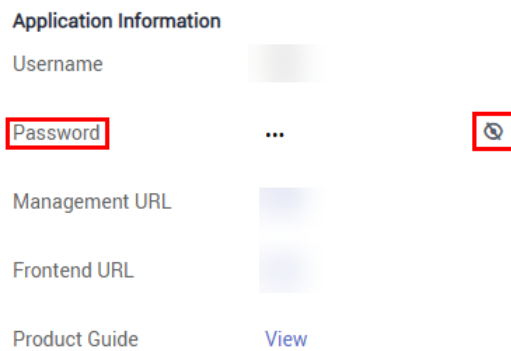 Application Information
Username
Password •••
Management URL
Frontend URL
Product Guide View